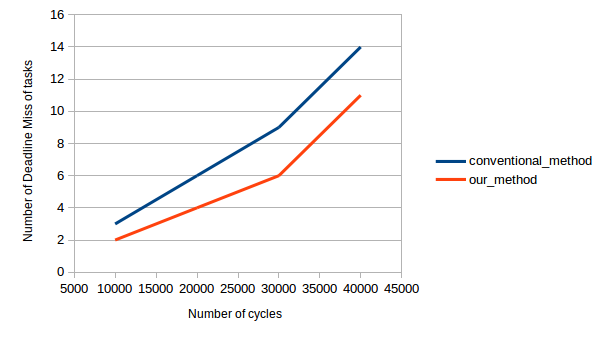 16
14
12
10
8
6
4
2
0
Number of Deadline Miss of tasks
5000 10000 15000 20000 25000 30000 35000 40000 45000
Number of cycles
conventional_method
our_method